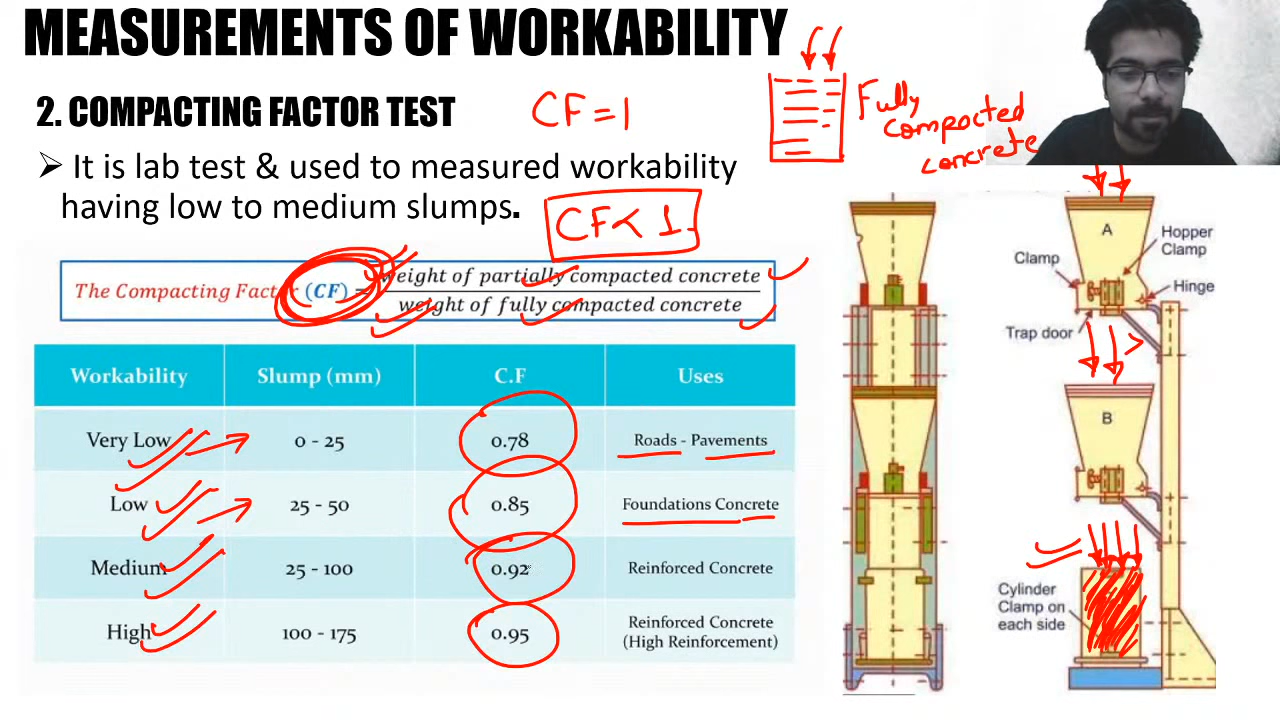 MEASUREMENTS OF WORKABILITY
2. COMPACTING FACTOR TEST
CF = 1
Fully
compacted
concrete
➢ It is lab test & used to measured workability
having low to medium slumps.
CF < 1.
The Compacting Factor (CF) = weight of partially compacted concrete
weight of fully compacted concrete
Workability Slump (mm) C.F Uses
Very Low 0 - 25 0.78 Roads - Pavements
Low 25 - 50 0.85 Foundations Concrete
Medium 25 - 100 0.92 Reinforced Concrete
High 100 - 175 0.95 Reinforced Concrete
(High Reinforcement)
A
Hopper
Clamp
Clamp
Hinge
Trap door
B
Cylinder
Clamp on
each side